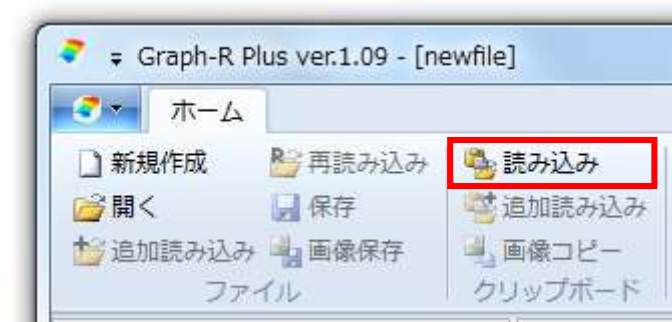 Graph-R Plus ver.1.09 - [newfile]
ホーム
新規作成 再読み込み 読み込み
開く 保存 追加読み込み
追加読み込み 画像保存 画像コピー
ファイル クリップボード